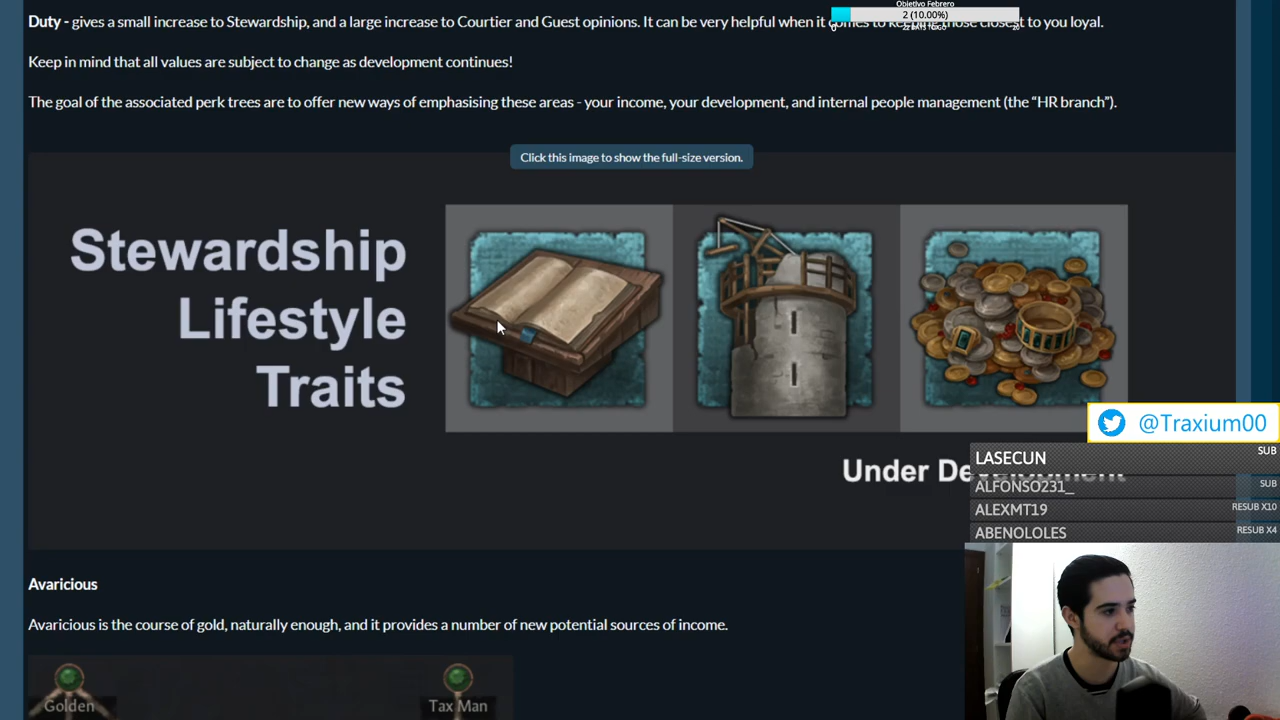 Duty - gives a small increase to Stewardship, and a large increase to Courtier and Guest opinions. It can be very helpful when it comes to keeping those closest to you loyal.
Objetivo Febrero
2 (10.00%)
0
20
Keep in mind that all values are subject to change as development continues!
The goal of the associated perk trees are to offer new ways of emphasising these areas - your income, your development, and internal people management (the “HR branch”).
Click this image to show the full-size version.
Stewardship
Lifestyle
Traits
Under Development
@Traxium00
LASECUN SUB
ALFONSO231_ SUB
ALEXMT19 RESUB X10
ABENOLOLES RESUB X4
Avaricious
Avaricious is the course of gold, naturally enough, and it provides a number of new potential sources of income.
Golden
Tax Man